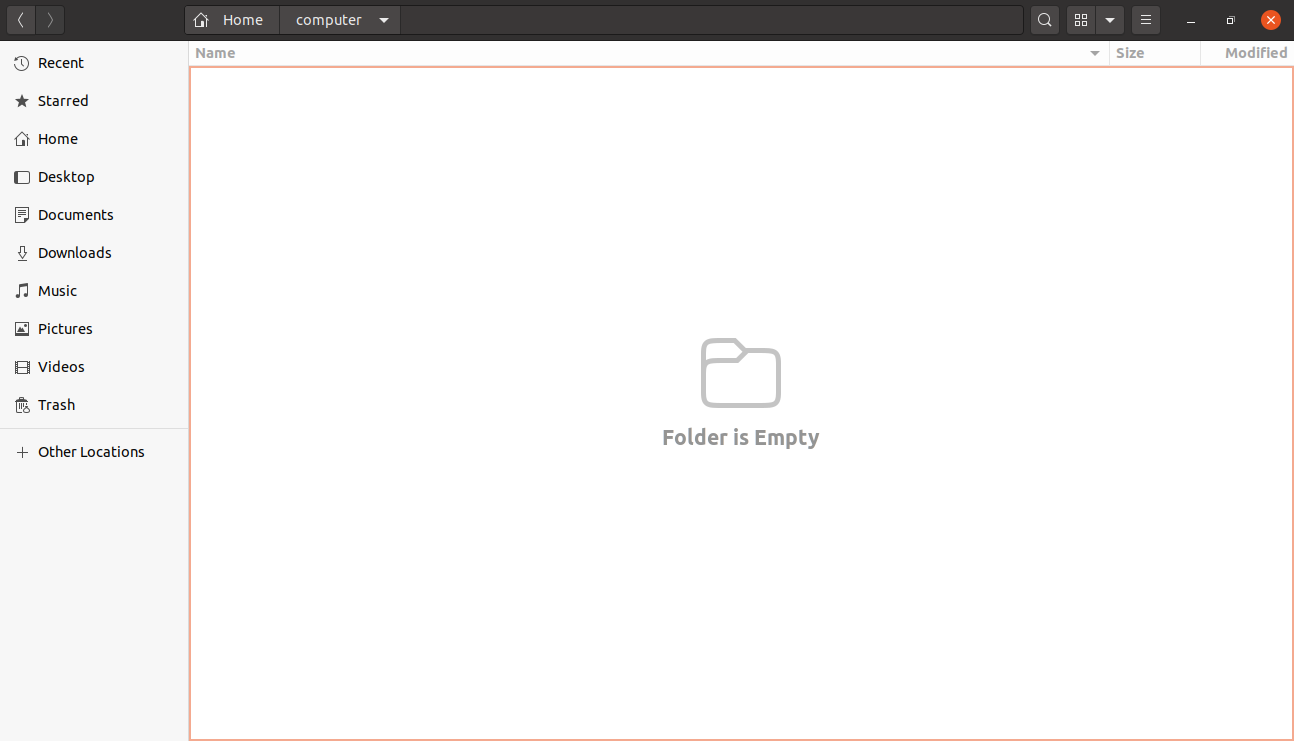 Home
computer
Name
Size
Modified
Recent
Starred
Home
Desktop
Documents
Downloads
Music
Pictures
Videos
Trash
Other Locations
Folder is Empty